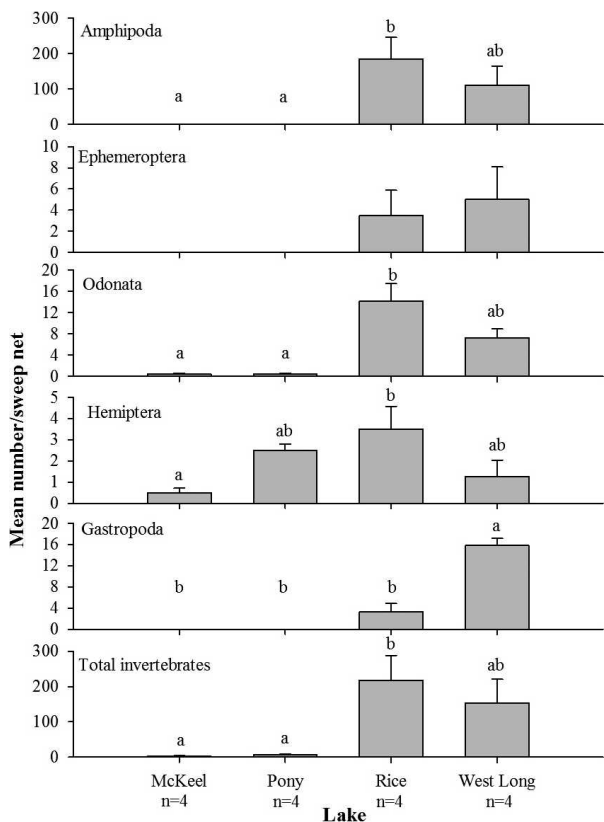 Mean number/sweep net
Amphipoda
300
200
100
0
a a b ab
Ephemeroptera
10
8
6
4
2
0
Odonata
20
16
12
8
4
0
a a b ab
Hemiptera
5
4
3
2
1
0
a ab b ab
Gastropoda
20
16
12
8
4
0
b b b a
Total invertebrates
300
200
100
0
a a b ab
McKeel Pony Rice West Long
n=4 n=4 n=4 n=4
Lake